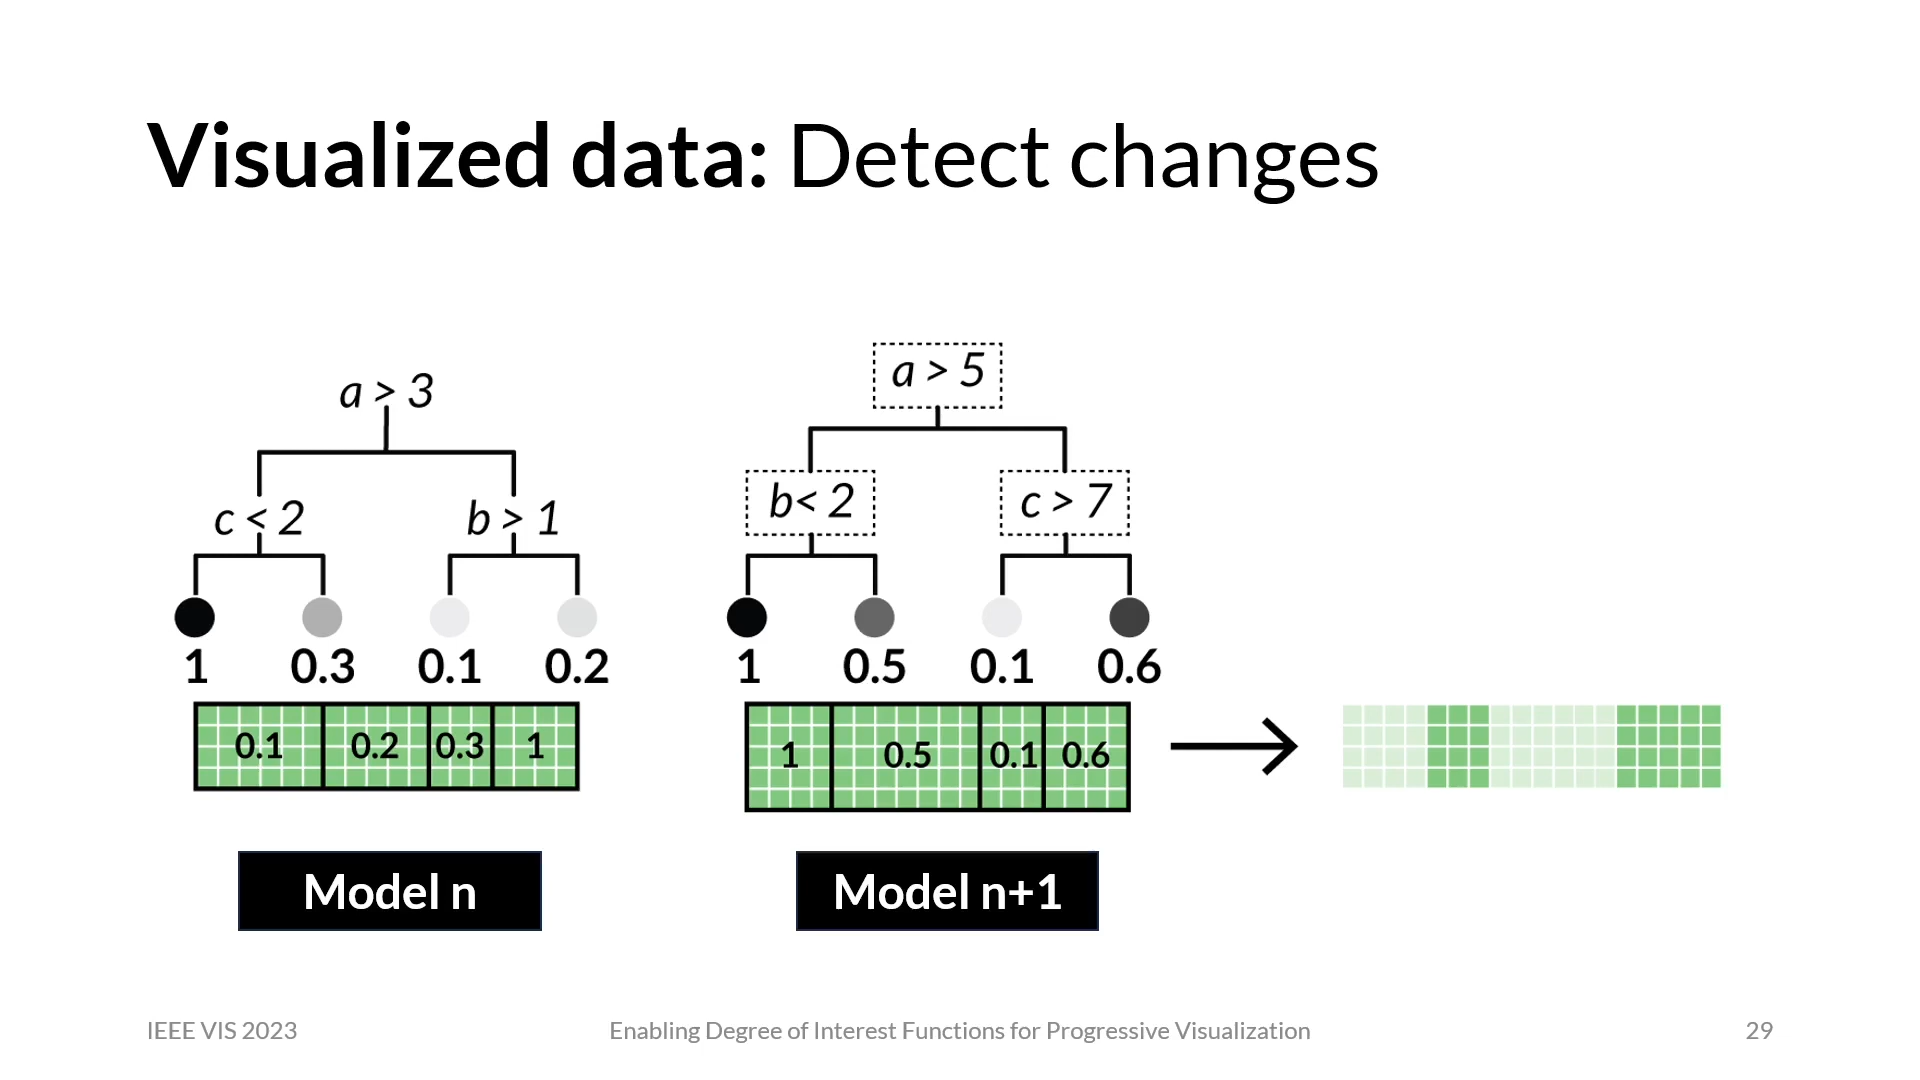 Visualized data: Detect changes
a > 3
c < 2
b > 1
1 0.3 0.1 0.2
0.1 0.2 0.3 1
Model n
a > 5
b< 2
c > 7
1 0.5 0.1 0.6
1 0.5 0.1 0.6
Model n+1
IEEE VIS 2023
Enabling Degree of Interest Functions for Progressive Visualization
29